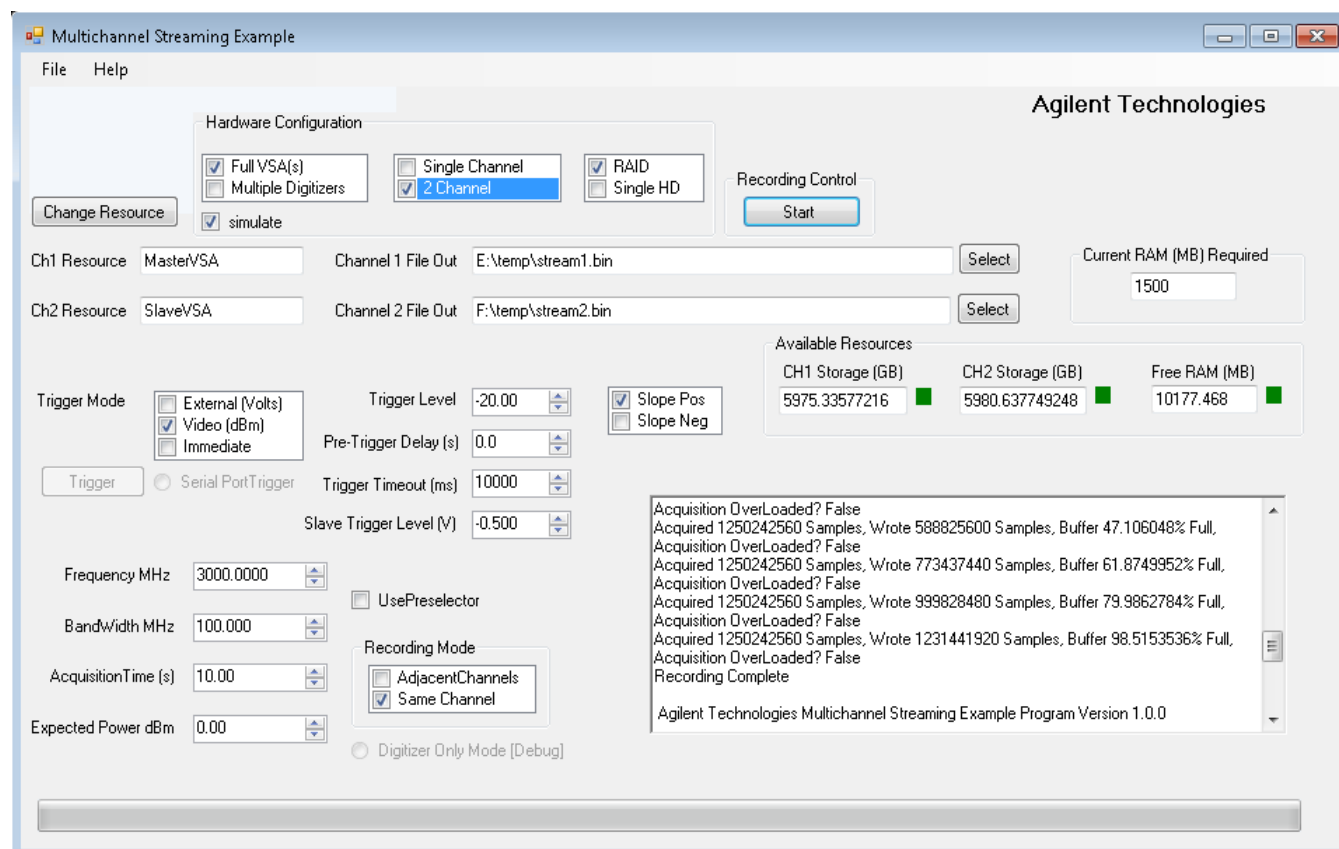 Multichannel Streaming Example
File Help
Agilent Technologies
Hardware Configuration
Full VSA(s)
Multiple Digitizers
Single Channel
2 Channel
RAID
Single HD
simulate
Change Resource
Recording Control
Start
Ch1 Resource MasterVSA Channel 1 File Out E:\temp\stream1.bin Select
Ch2 Resource SlaveVSA Channel 2 File Out F:\temp\stream2.bin Select
Current RAM (MB) Required
1500
Available Resources
CH1 Storage (GB) CH2 Storage (GB) Free RAM (MB)
5975.33577216 5980.637749248 10177.468
Trigger Mode
External (Volts)
Video (dBm)
Immediate
Trigger Serial PortTrigger
Trigger Level -20.00
Pre-Trigger Delay (s) 0.0
Trigger Timeout (ms) 10000
Slave Trigger Level (V) -0.500
Slope Pos
Slope Neg
Frequency MHz 3000.0000
BandWidth MHz 100.000
AcquisitionTime (s) 10.00
Expected Power dBm 0.00
UsePreselector
Recording Mode
AdjacentChannels
Same Channel
Digitizer Only Mode [Debug]
Acquisition OverLoaded? False
Acquired 1250242560 Samples, Wrote 588825600 Samples, Buffer 47.106048% Full,
Acquisition OverLoaded? False
Acquired 1250242560 Samples, Wrote 773437440 Samples, Buffer 61.8749952% Full,
Acquisition OverLoaded? False
Acquired 1250242560 Samples, Wrote 999828480 Samples, Buffer 79.9862784% Full,
Acquisition OverLoaded? False
Acquired 1250242560 Samples, Wrote 1231441920 Samples, Buffer 98.5153536% Full,
Acquisition OverLoaded? False
Recording Complete
Agilent Technologies Multichannel Streaming Example Program Version 1.0.0